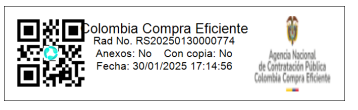 Colombia Compra Eficiente
Rad No. RS20250130000774
Anexos: No Con copia: No
Fecha: 30/01/2025 17:14:56
Agencia Nacional
de Contratación Pública
Colombia Compra Eficiente